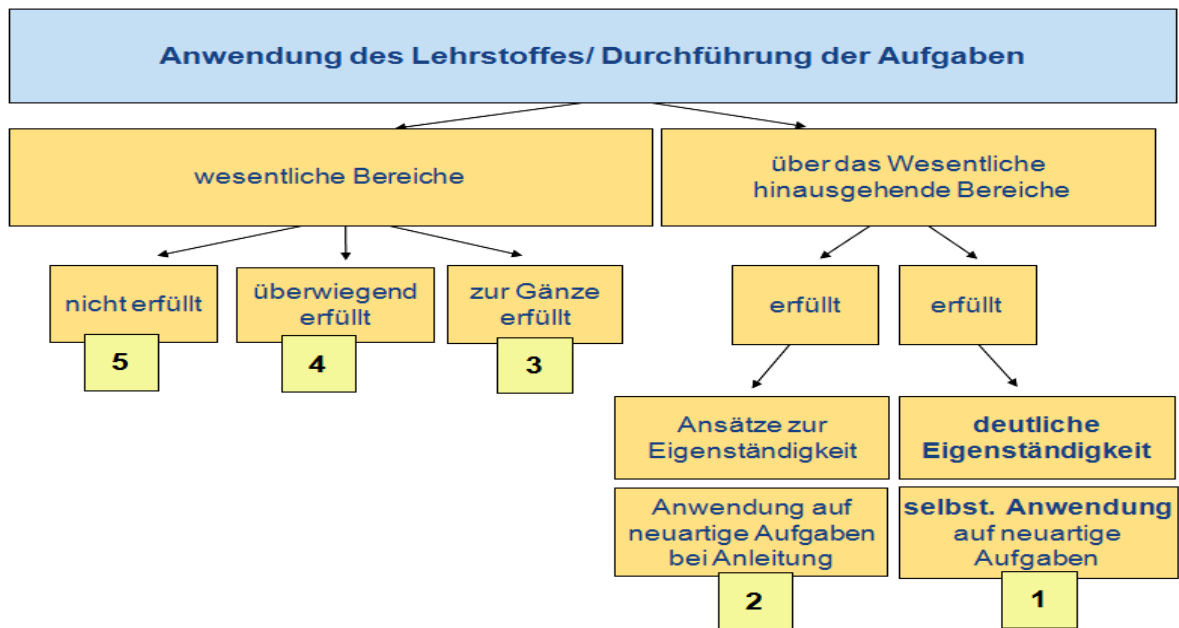 Anwendung des Lehrstoffes/ Durchführung der Aufgaben
wesentliche Bereiche
über das Wesentliche
hinausgehende Bereiche
nicht erfüllt
5
überwiegend
erfüllt
4
zur Gänze
erfüllt
3
erfüllt
erfüllt
Ansätze zur
Eigenständigkeit
deutliche
Eigenständigkeit
Anwendung auf
neuartige Aufgaben
bei Anleitung
2
selbst. Anwendung
auf neuartige
Aufgaben
1